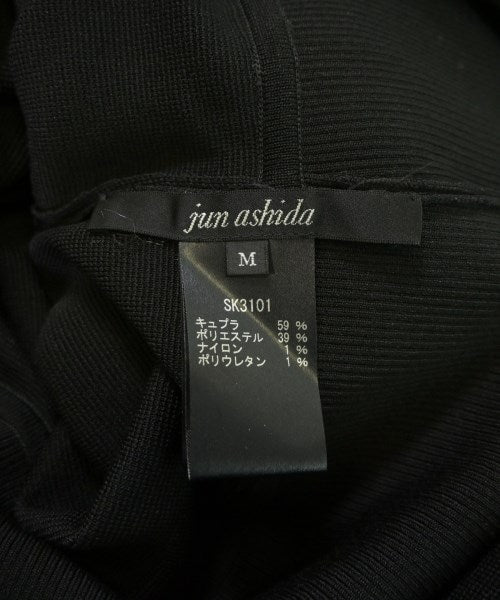 jun ashida
M
SK3101
キュプラ 59 %
ポリエステル 39 %
ナイロン 1 %
ポリウレタン 1 %